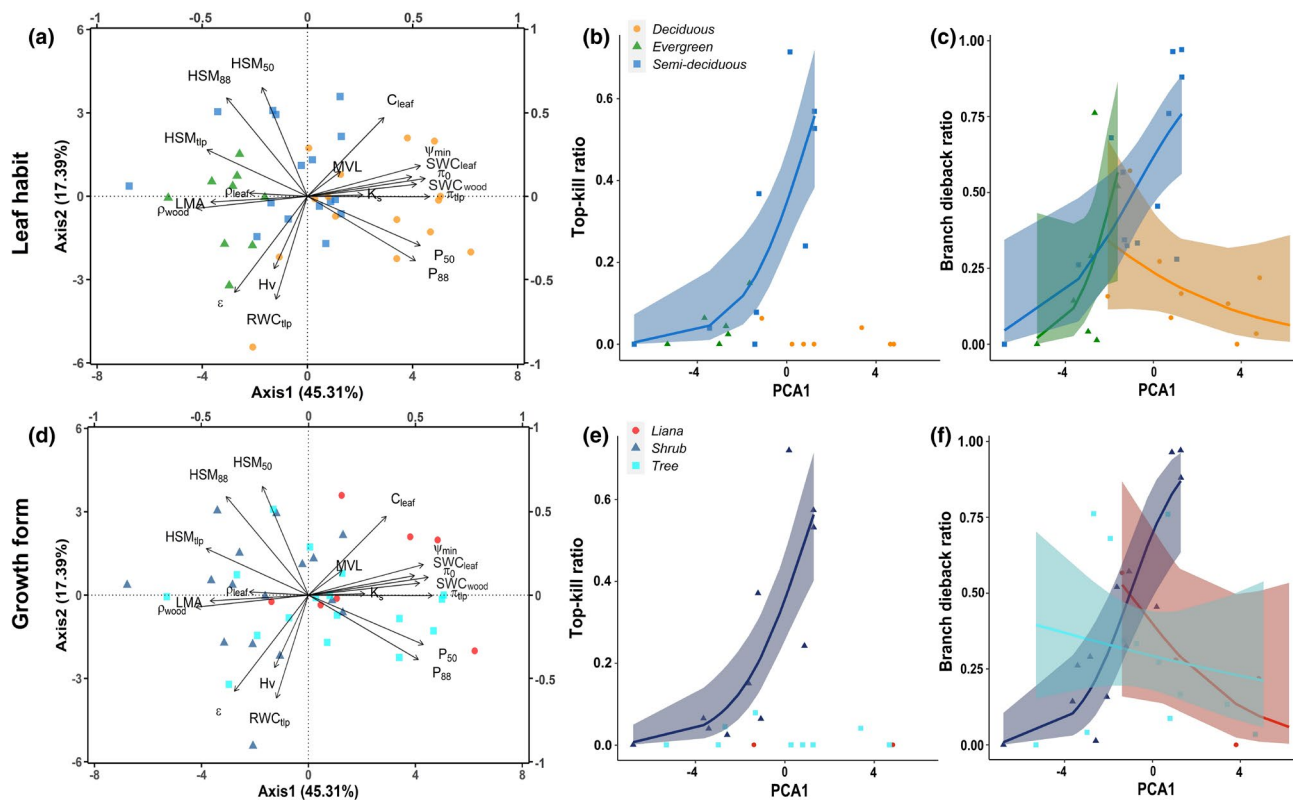 (a)
Leaf habit
-1 -0.5 0 0.5 1
6 3 0 -3 -6
Axis2 (17.39%)
1 0.5 0 -0.5 -1
HSM50
HSM88
HSMtlp
Cleaf
MVL
ψmin
SWCleaf
π0
SWCwood
πtlp
Ks
ρleaf
LMA
ρwood
P50
P88
Hv
ε
RWCtlp
-8 -4 0 4 8
Axis1 (45.31%)
(b)
Deciduous
Evergreen
Semi-deciduous
Top-kill ratio
0.6
0.4
0.2
0.0
-4 0 4
PCA1
(c)
Branch dieback ratio
1.00
0.75
0.50
0.25
0.00
-4 0 4
PCA1
(d)
Growth form
-1 -0.5 0 0.5 1
6 3 0 -3 -6
Axis2 (17.39%)
1 0.5 0 -0.5 -1
HSM50
HSM88
HSMtlp
Cleaf
MVL
ψmin
SWCleaf
π0
SWCwood
πtlp
Ks
ρleaf
LMA
ρwood
P50
P88
Hv
ε
RWCtlp
-8 -4 0 4 8
Axis1 (45.31%)
(e)
Liana
Shrub
Tree
Top-kill ratio
0.6
0.4
0.2
0.0
-4 0 4
PCA1
(f)
Branch dieback ratio
1.00
0.75
0.50
0.25
0.00
-4 0 4
PCA1